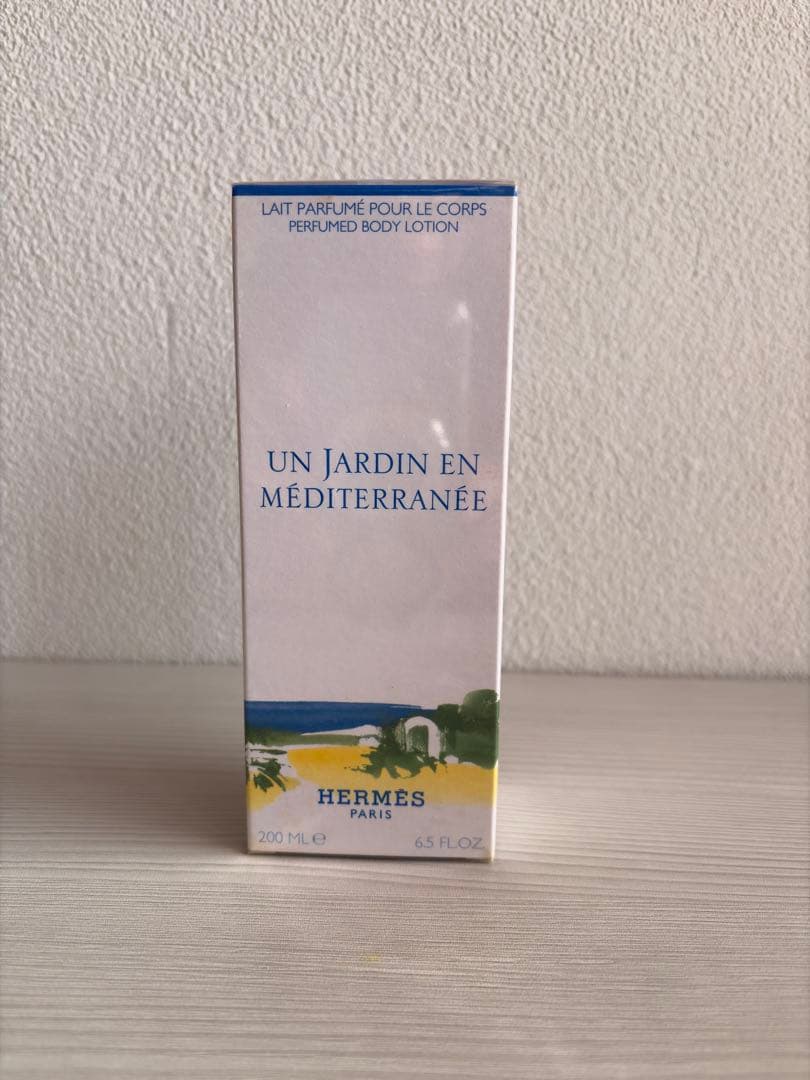 LAIT PARFUMÉ POUR LE CORPS
PERFUMED BODY LOTION
UN JARDIN EN
MÉDITERRANÉE
HERMÈS
PARIS
200 ML ℮ 6.5 FL.OZ.